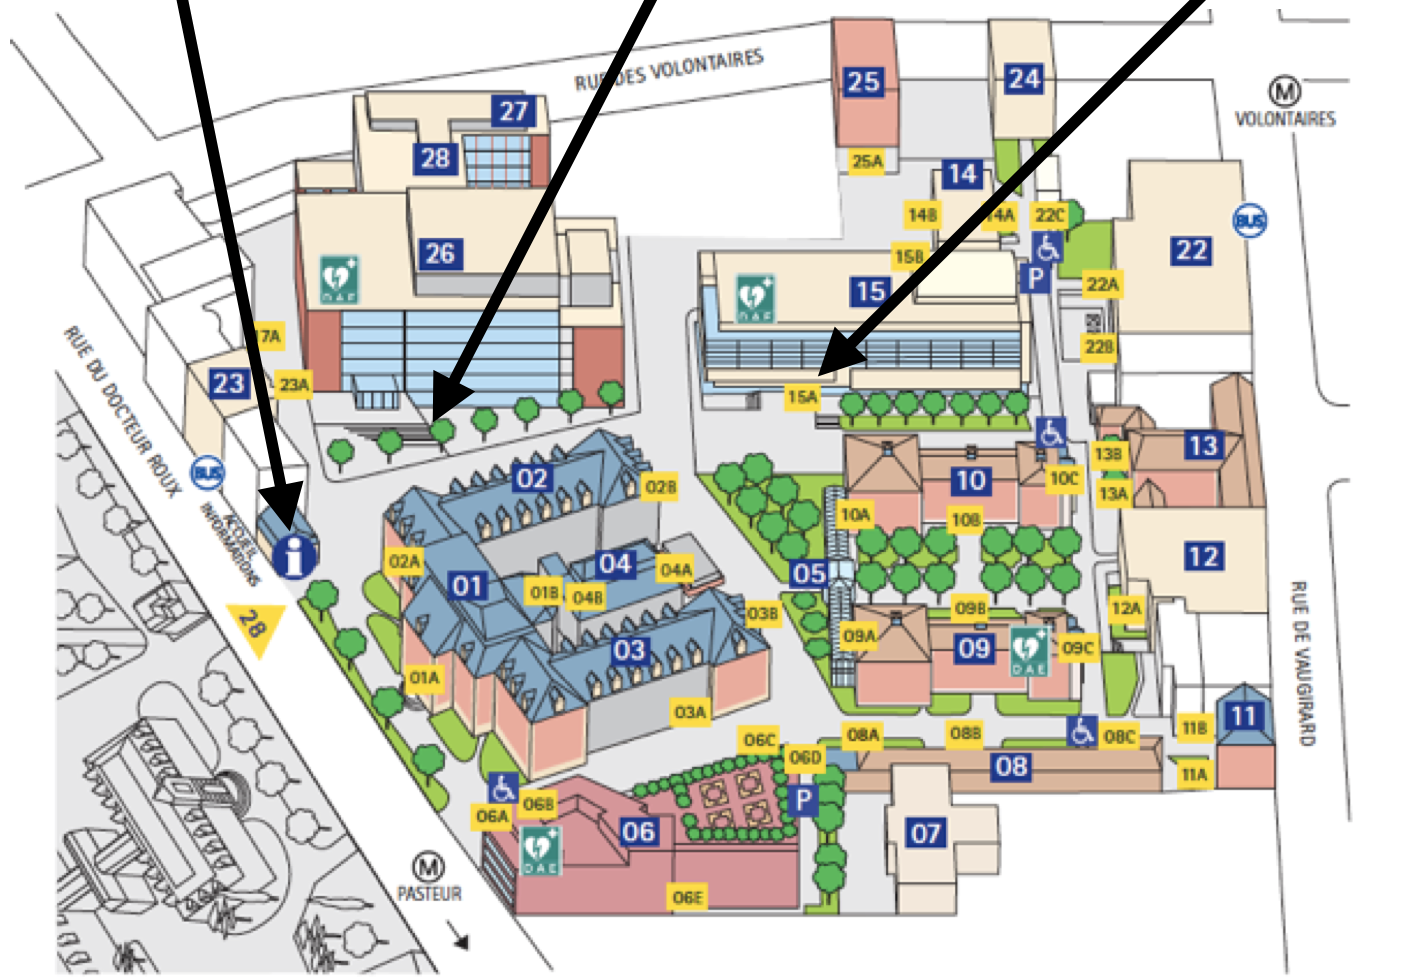 RUE DES VOLONTAIRES
25
24
M
VOLONTAIRES
27
28
25A
14
14B
14A
22C
BUS
26
DAE
15B
P
22
15
22A
DAE
17A
22B
23
23A
15A
RUE DU DOCTEUR ROUX
BUS
02
02B
10
10C
13B
13
13A
10A
10B
ACCUEIL
INFORMATIONS
i
02A
04
04A
05
12
01
01B
04B
28
03B
09B
12A
RUE DE VAUGIRARD
03
09A
09
DAE
09C
01A
03A
06C
08A
08B
08C
11B
11
06D
08
11A
06A
06B
P
06
DAE
07
M
PASTEUR
06E